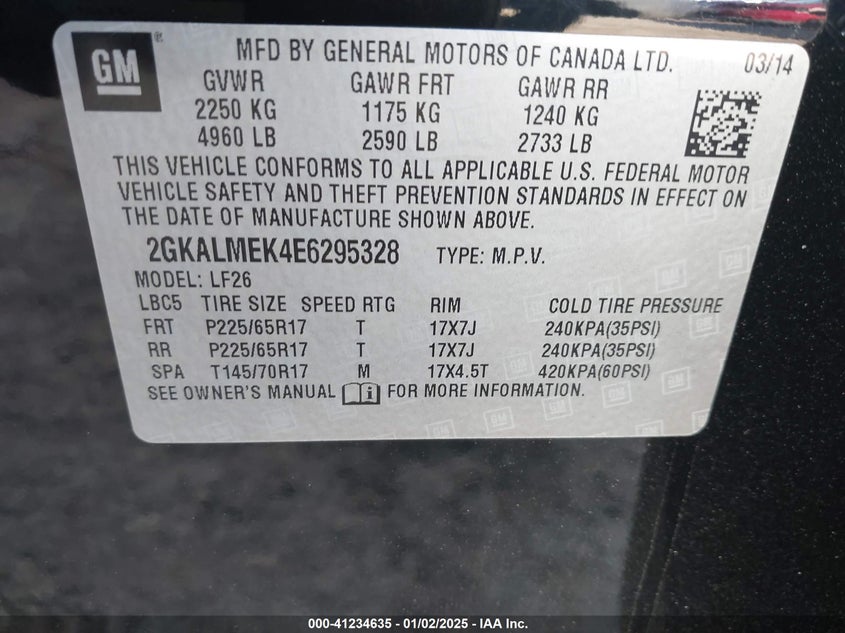 GM ®
MFD BY GENERAL MOTORS OF CANADA LTD. 03/14
GVWR GAWR FRT GAWR RR
2250 KG 1175 KG 1240 KG
4960 LB 2590 LB 2733 LB
THIS VEHICLE CONFORMS TO ALL APPLICABLE U.S. FEDERAL MOTOR
VEHICLE SAFETY AND THEFT PREVENTION STANDARDS IN EFFECT ON
THE DATE OF MANUFACTURE SHOWN ABOVE.
2GKALMEK4E6295328 TYPE: M.P.V.
MODEL: LF26
LBC5 TIRE SIZE SPEED RTG RIM COLD TIRE PRESSURE
FRT P225/65R17 T 17X7J 240KPA(35PSI)
RR P225/65R17 T 17X7J 240KPA(35PSI)
SPA T145/70R17 M 17X4.5T 420KPA(60PSI)
SEE OWNER'S MANUAL i FOR MORE INFORMATION.
000-41234635 - 01/02/2025 - IAA Inc.